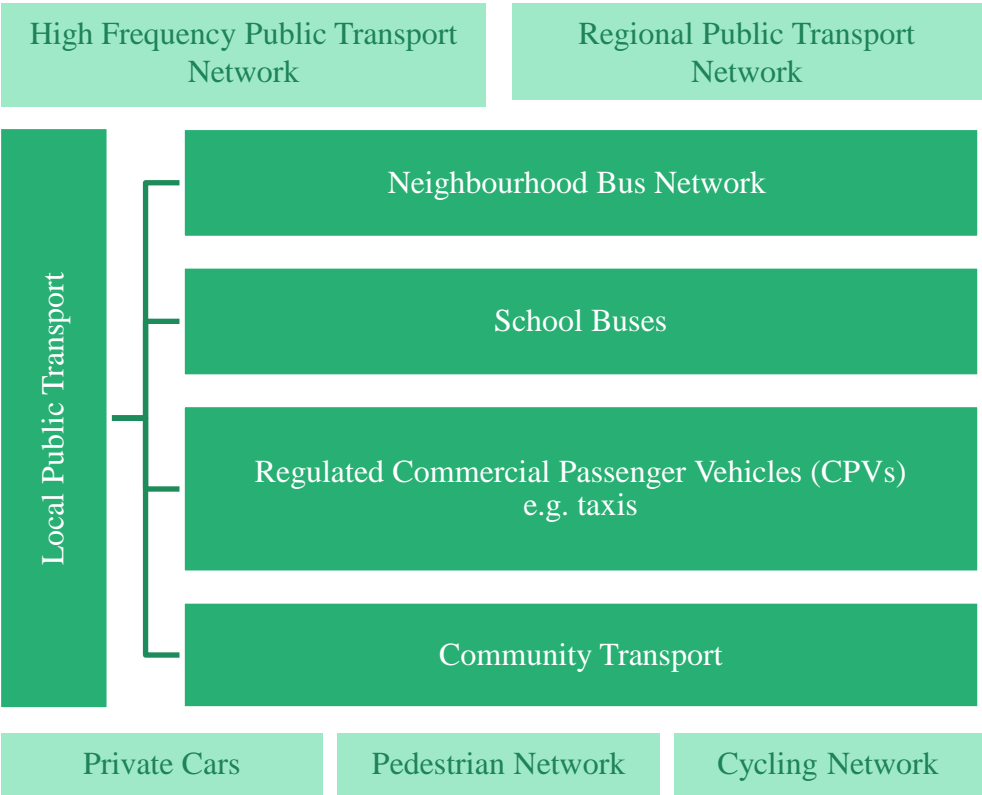 High Frequency Public Transport
Network
Regional Public Transport
Network
Local Public Transport
Neighbourhood Bus Network
School Buses
Regulated Commercial Passenger Vehicles (CPVs)
e.g. taxis
Community Transport
Private Cars
Pedestrian Network
Cycling Network